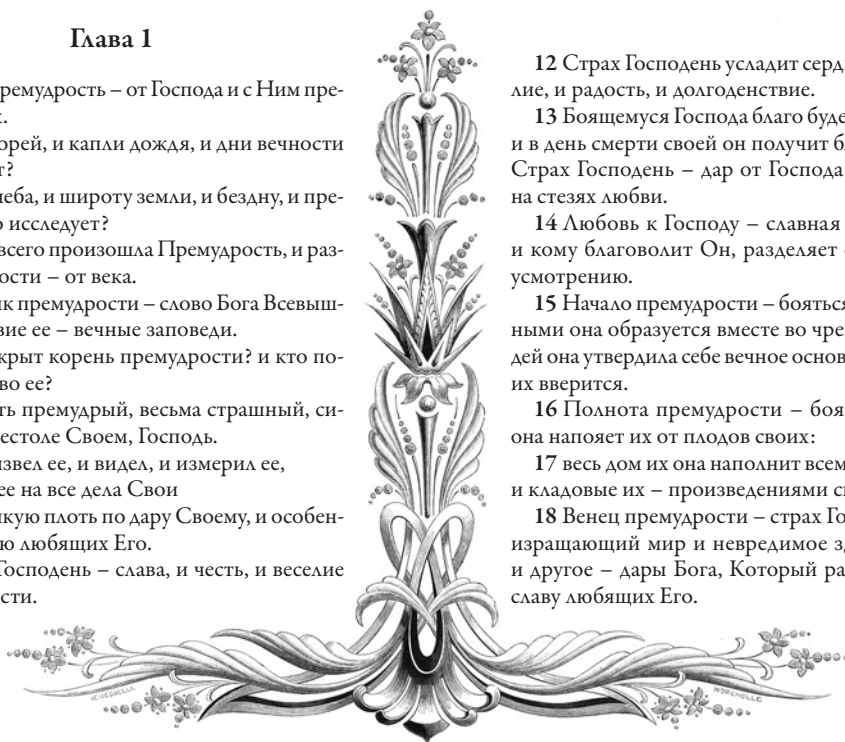 Глава 1
ремудрость – от Господа и с Ним пре-
к.
орей, и капли дождя, и дни вечности
т?
неба, и широту земли, и бездну, и пре-
о исследует?
всего произошла Премудрость, и раз-
ости – от века.
ик премудрости – слово Бога Всевыш-
вие ее – вечные заповеди.
крыт корень премудрости? и кто по-
во ее?
ть премудрый, весьма страшный, си-
естоле Своем, Господь.
извел ее, и видел, и измерил ее,
ее на все дела Свои
кую плоть по дару Своему, и особен-
ю любящих Его.
Господень – слава, и честь, и веселие
сти.
12 Страх Господень усладит серд
лие, и радость, и долгоденствие.
13 Боящемуся Господа благо буде
и в день смерти своей он получит б
Страх Господень – дар от Господа
на стезях любви.
14 Любовь к Господу – славная
и кому благоволит Он, разделяет
усмотрению.
15 Начало премудрости – бояться
ными она образуется вместе во чре
дей она утвердила себе вечное основ
их вверится.
16 Полнота премудрости – боя
она напояет их от плодов своих:
17 весь дом их она наполнит всем
и кладовые их – произведениями с
18 Венец премудрости – страх Го
изращающий мир и невредимое з
и другое – дары Бога, Который ра
славу любящих Его.